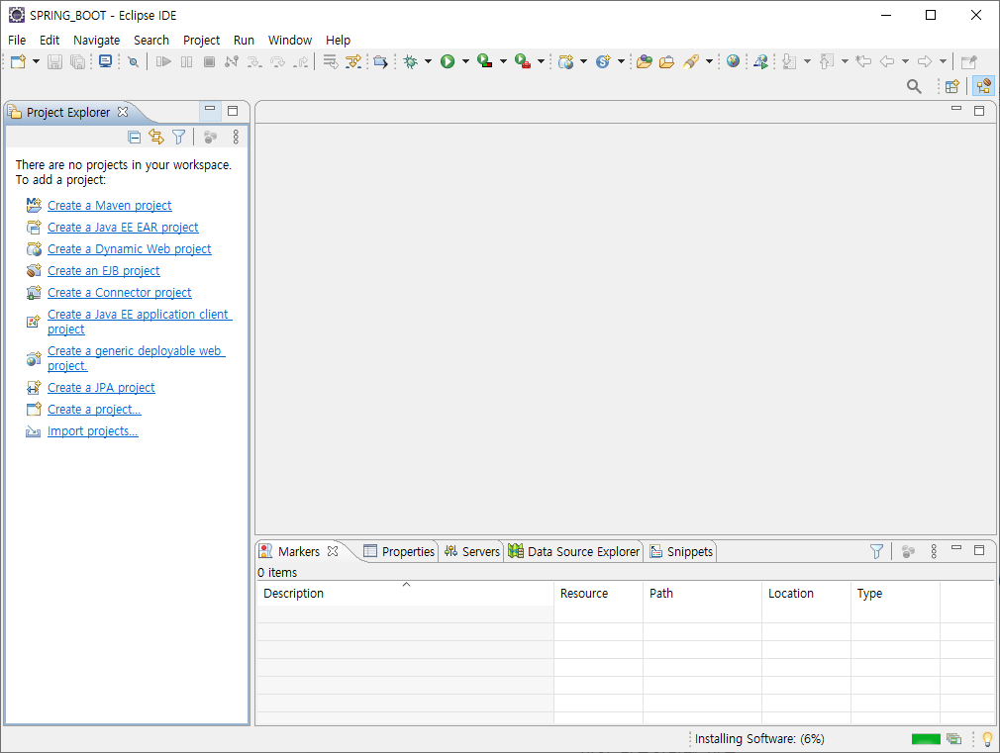 SPRING_BOOT - Eclipse IDE
File Edit Navigate Search Project Run Window Help
Project Explorer
There are no projects in your workspace.
To add a project:
Create a Maven project
Create a Java EE EAR project
Create a Dynamic Web project
Create an EJB project
Create a Connector project
Create a Java EE application client
project
Create a generic deployable web
project.
Create a JPA project
Create a project...
Import projects...
Markers Properties Servers Data Source Explorer Snippets
0 items
Description Resource Path Location Type
Installing Software: (6%)